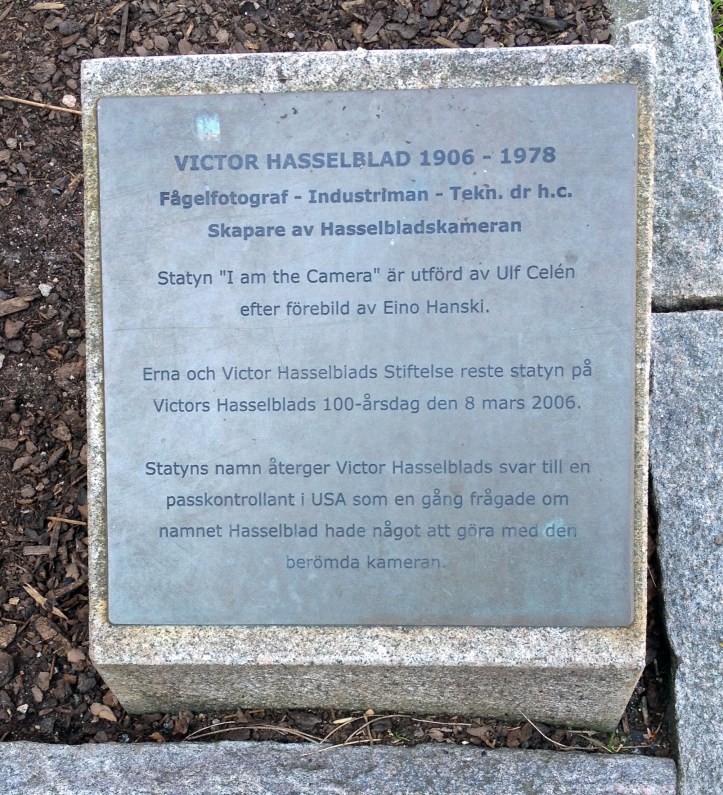 VICTOR HASSELBLAD 1906 - 1978
Fågelfotograf - Industriman - Tekn. dr h.c.
Skapare av Hasselbladskameran
Statyn "I am the Camera" är utförd av Ulf Celén
efter förebild av Eino Hanski.
Erna och Victor Hasselblads Stiftelse reste statyn på
Victors Hasselblads 100-årsdag den 8 mars 2006.
Statyns namn återger Victor Hasselblads svar till en
passkontrollant i USA som en gång frågade om
namnet Hasselblad hade något att göra med den
berömda kameran.